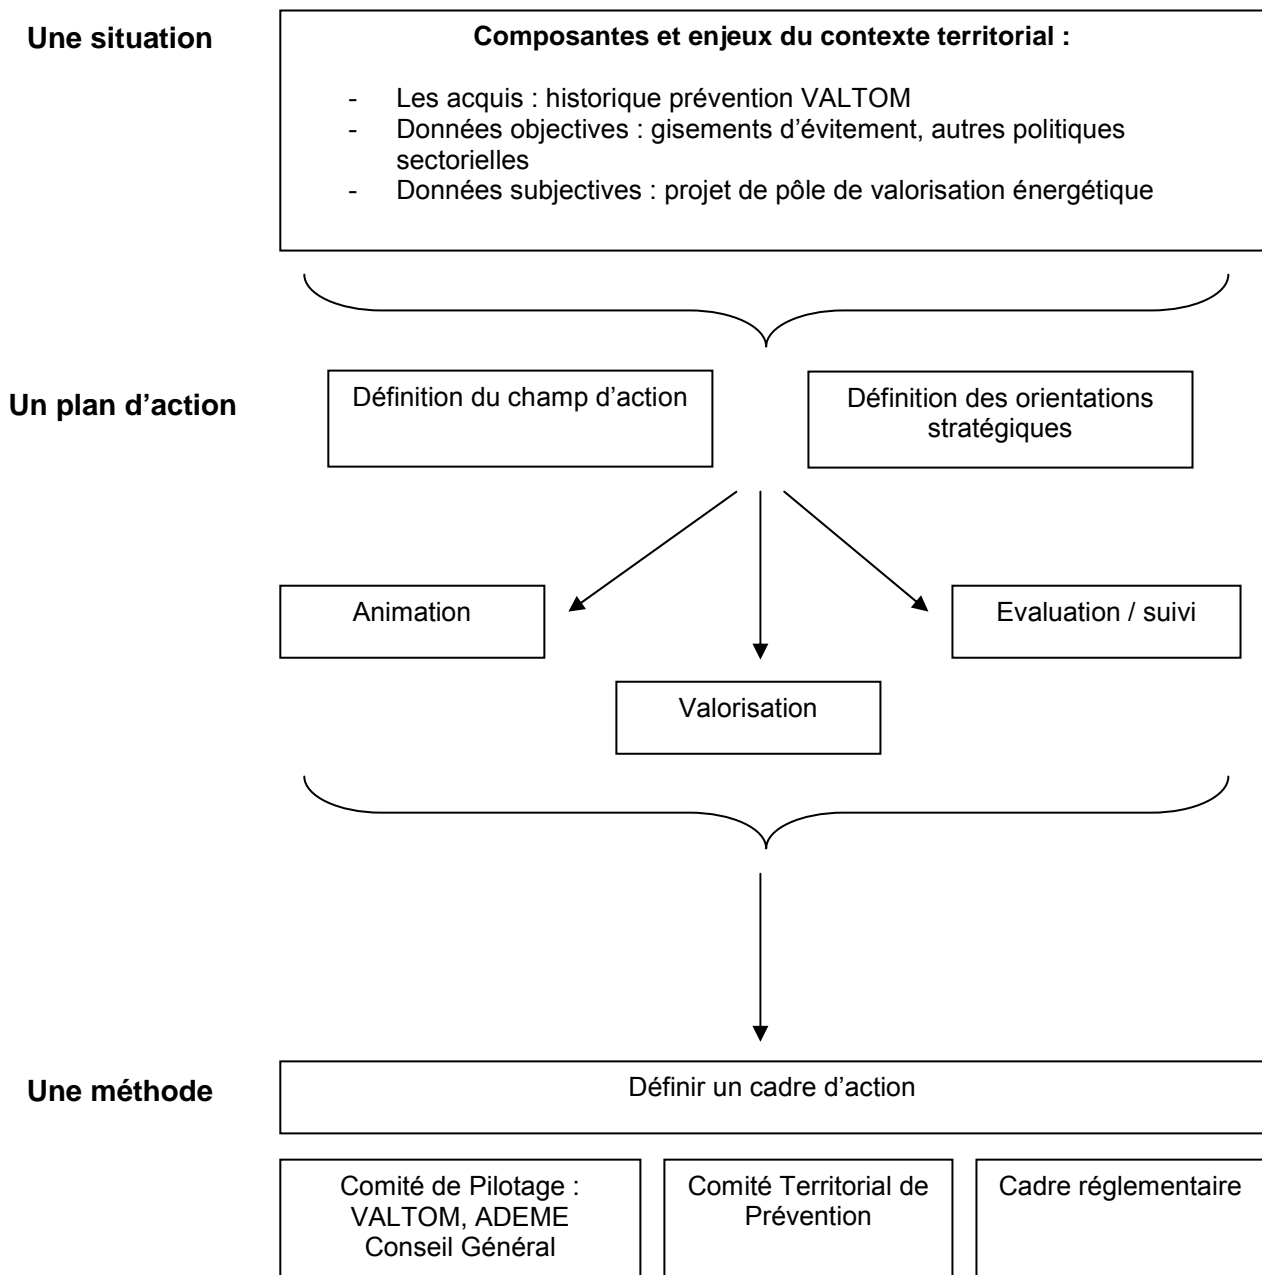 Une situation
Composantes et enjeux du contexte territorial :
- Les acquis : historique prévention VALTOM
- Données objectives : gisements d’évitement, autres politiques
sectorielles
- Données subjectives : projet de pôle de valorisation énergétique
Un plan d’action
Définition du champ d’action
Définition des orientations
stratégiques
Animation
Evaluation / suivi
Valorisation
Une méthode
Définir un cadre d’action
Comité de Pilotage :
VALTOM, ADEME
Conseil Général
Comité Territorial de
Prévention
Cadre réglementaire